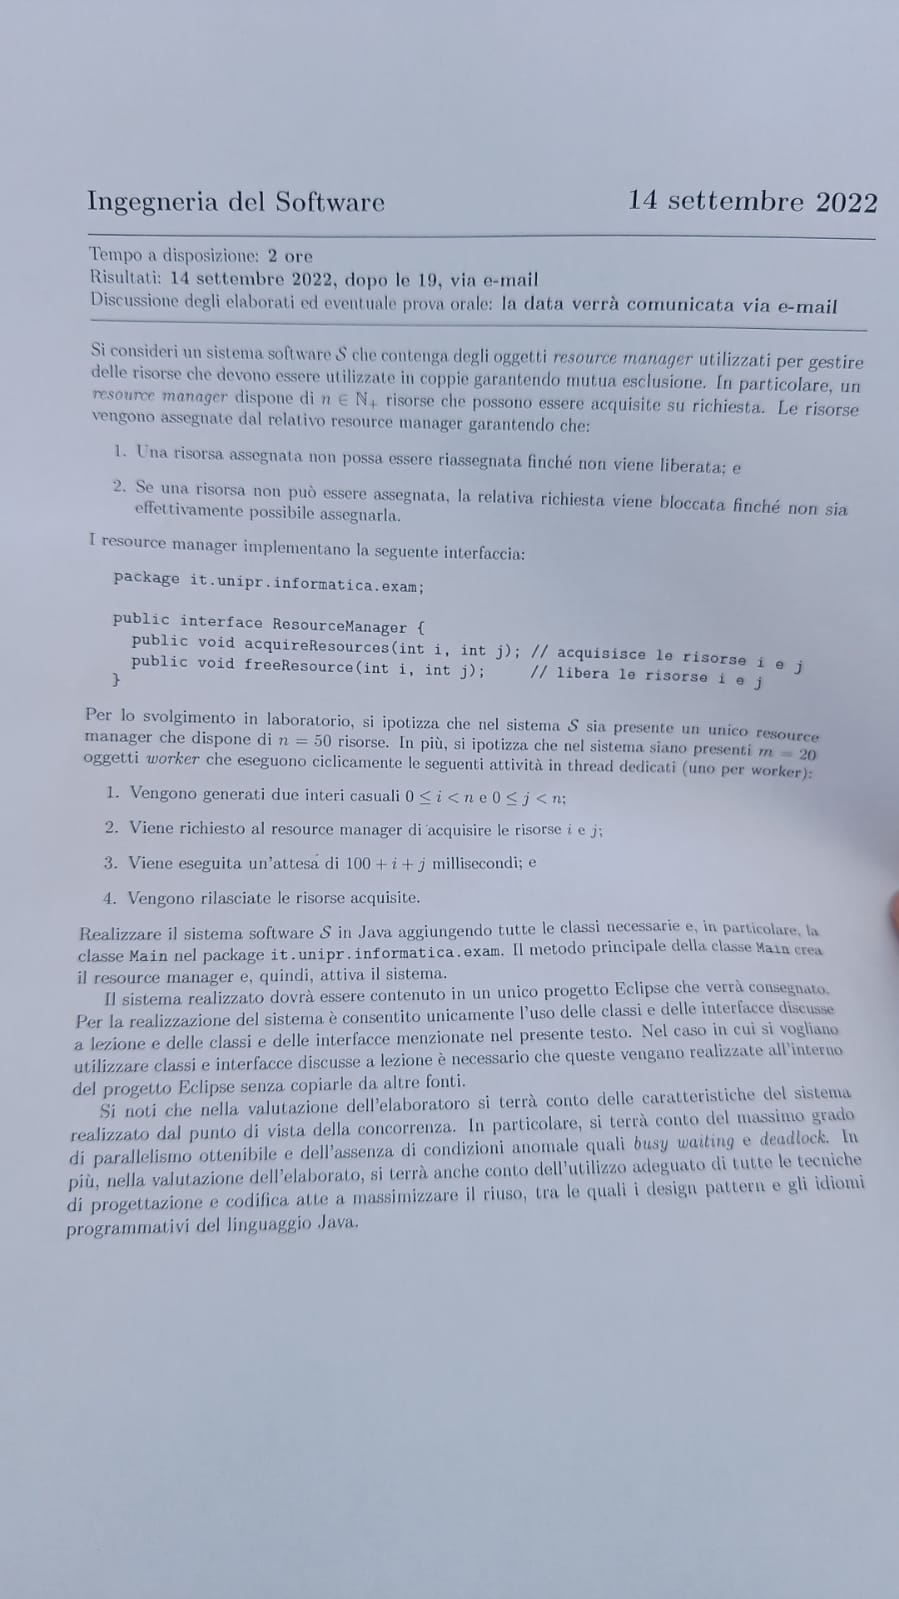 Ingegneria del Software 14 settembre 2022
Tempo a disposizione: 2 ore
Risultati: 14 settembre 2022, dopo le 19, via e-mail
Discussione degli elaborati ed eventuale prova orale: la data verrà comunicata via e-mail
Si consideri un sistema software S che contenga degli oggetti resource manager utilizzati per gestire
delle risorse che devono essere utilizzate in coppie garantendo mutua esclusione. In particolare, un
resource manager dispone di n ∈ ℕ₊ risorse che possono essere acquisite su richiesta. Le risorse
vengono assegnate dal relativo resource manager garantendo che:
1. Una risorsa assegnata non possa essere riassegnata finché non viene liberata; e
2. Se una risorsa non può essere assegnata, la relativa richiesta viene bloccata finché non sia
effettivamente possibile assegnarla.
I resource manager implementano la seguente interfaccia:
package it.unipr.informatica.exam;
public interface ResourceManager {
public void acquireResources(int i, int j); // acquisisce le risorse i e j
public void freeResource(int i, int j); // libera le risorse i e j
}
Per lo svolgimento in laboratorio, si ipotizza che nel sistema S sia presente un unico resource
manager che dispone di n = 50 risorse. In più, si ipotizza che nel sistema siano presenti m = 20
oggetti worker che eseguono ciclicamente le seguenti attività in thread dedicati (uno per worker):
1. Vengono generati due interi casuali 0 ≤ i < n e 0 ≤ j < n;
2. Viene richiesto al resource manager di acquisire le risorse i e j;
3. Viene eseguita un'attesa di 100 + i + j millisecondi; e
4. Vengono rilasciate le risorse acquisite.
Realizzare il sistema software S in Java aggiungendo tutte le classi necessarie e, in particolare, la
classe Main nel package it.unipr.informatica.exam. Il metodo principale della classe Main crea
il resource manager e, quindi, attiva il sistema.
Il sistema realizzato dovrà essere contenuto in un unico progetto Eclipse che verrà consegnato.
Per la realizzazione del sistema è consentito unicamente l'uso delle classi e delle interfacce discusse
a lezione e delle classi e delle interfacce menzionate nel presente testo. Nel caso in cui si vogliano
utilizzare classi e interfacce discusse a lezione è necessario che queste vengano realizzate all'interno
del progetto Eclipse senza copiarle da altre fonti.
Si noti che nella valutazione dell'elaboratoro si terrà conto delle caratteristiche del sistema
realizzato dal punto di vista della concorrenza. In particolare, si terrà conto del massimo grado
di parallelismo ottenibile e dell'assenza di condizioni anomale quali busy waiting e deadlock. In
più, nella valutazione dell'elaborato, si terrà anche conto dell'utilizzo adeguato di tutte le tecniche
di progettazione e codifica atte a massimizzare il riuso, tra le quali i design pattern e gli idiomi
programmativi del linguaggio Java.